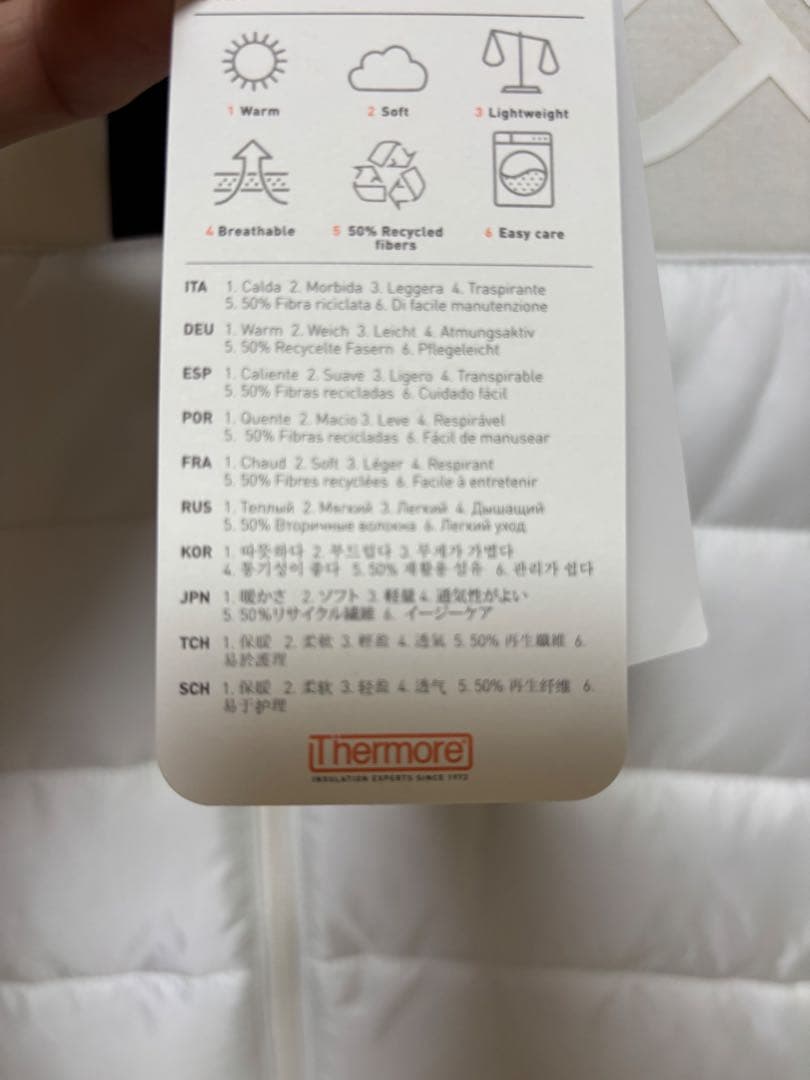 1 Warm
2 Soft
3 Lightweight
4 Breathable
5 50% Recycled
fibers
6 Easy care
ITA 1. Calda 2. Morbida 3. Leggera 4. Traspirante
5. 50% Fibra riciclata 6. Di facile manutenzione
DEU 1. Warm 2. Weich 3. Leicht 4. Atmungsaktiv
5. 50% Recycelte Fasern 6. Pflegeleicht
ESP 1. Caliente 2. Suave 3. Ligero 4. Transpirable
5. 50% Fibras recicladas 6. Cuidado fácil
POR 1. Quente 2. Macio 3. Leve 4. Respirável
5. 50% Fibras recicladas 6. Fácil de manusear
FRA 1. Chaud 2. Soft 3. Léger 4. Respirant
5. 50% Fibres recyclées 6. Facile à entretenir
RUS 1. Теплый 2. Мягкий 3. Легкий 4. Дышащий
5. 50% Вторичные волокна 6. Легкий уход
KOR 1. 따뜻하다 2. 부드럽다 3. 무게가 가볍다
4. 통기성이 좋다 5. 50% 재활용 섬유 6. 관리가 쉽다
JPN 1. 暖かさ 2. ソフト 3. 軽量 4. 通気性がよい
5. 50%リサイクル繊維 6. イージーケア
TCH 1. 保暖 2. 柔軟 3. 輕盈 4. 透氣 5. 50% 再生纖維 6.
易於護理
SCH 1. 保暖 2. 柔软 3. 轻盈 4. 透气 5. 50% 再生纤维 6.
易于护理
Thermore
INSULATION EXPERTS SINCE 1972